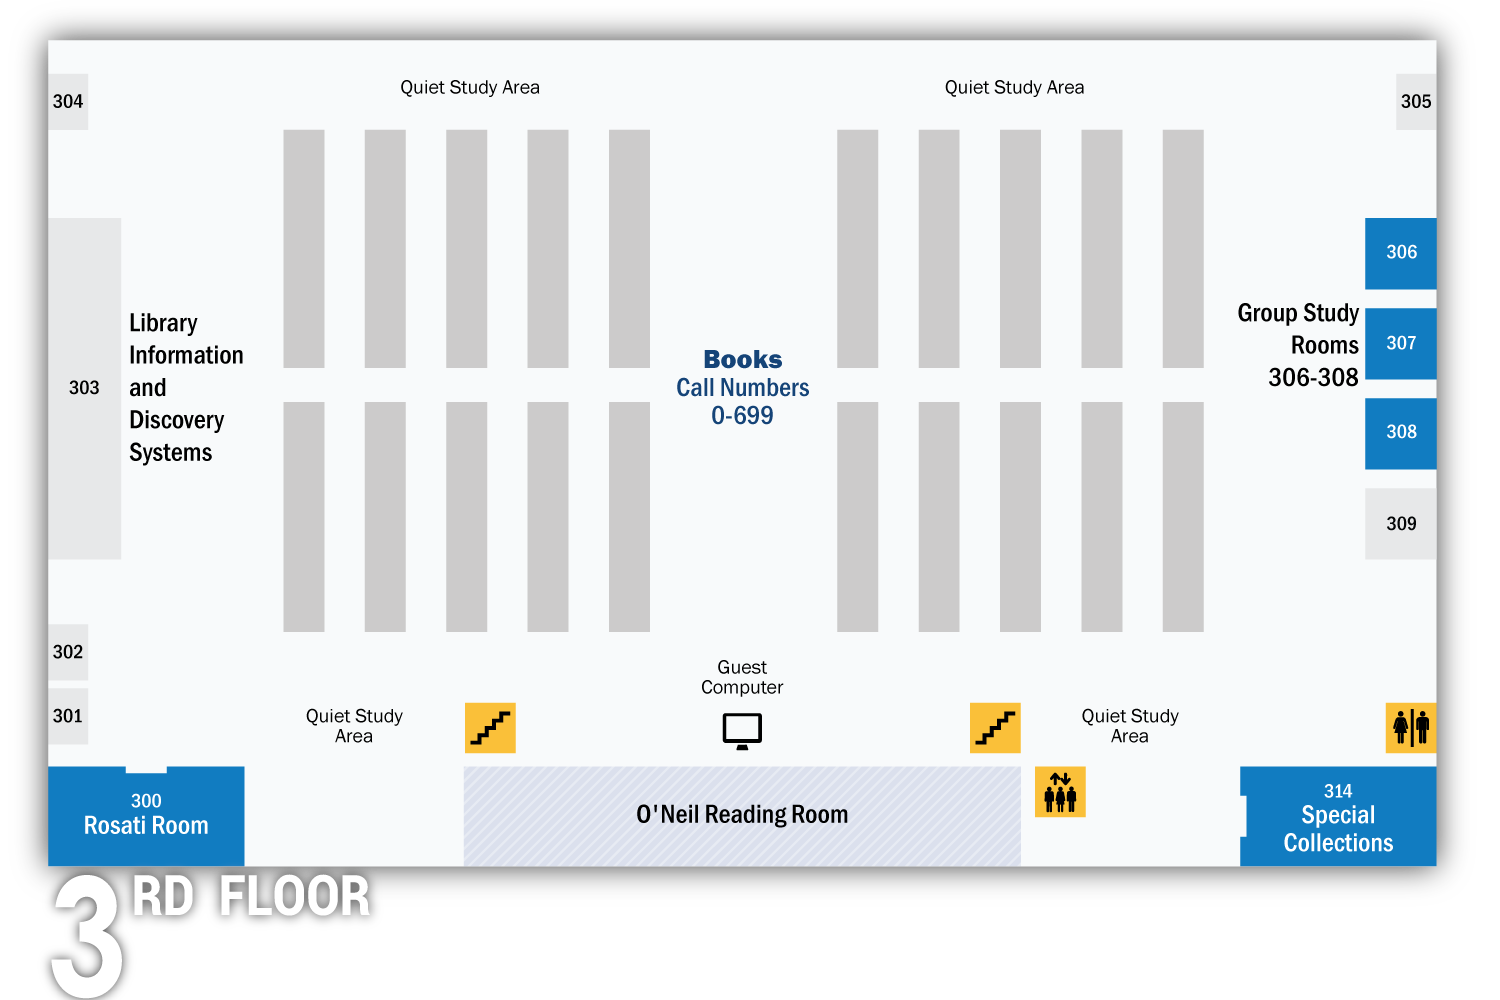 Quiet Study Area
Quiet Study Area
304
305
306
Library
Information
and
Discovery
Systems
303
Books
Call Numbers
0-699
Group Study
Rooms
306-308
307
308
309
302
301
Guest
Computer
Quiet Study
Area
Quiet Study
Area
300
Rosati Room
O'Neil Reading Room
314
Special
Collections
3RD FLOOR